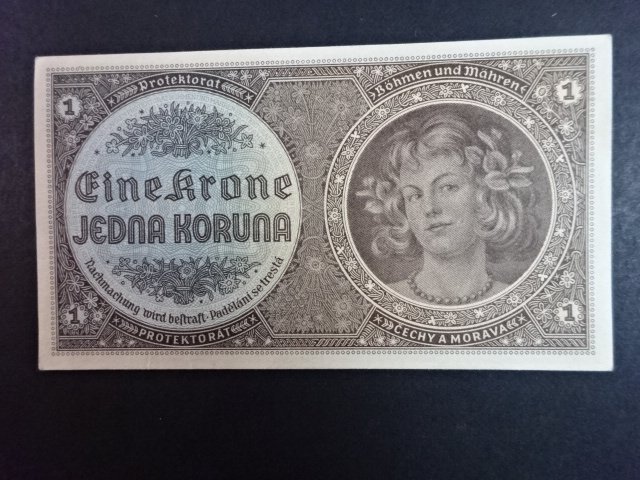 1
Protektorat
Böhmen und Mähren
1
Eine Krone
JEDNA KORUNA
Nachmachung wird bestraft · Padělání se trestá
1
PROTEKTORÁT
ČECHY A MORAVA
1